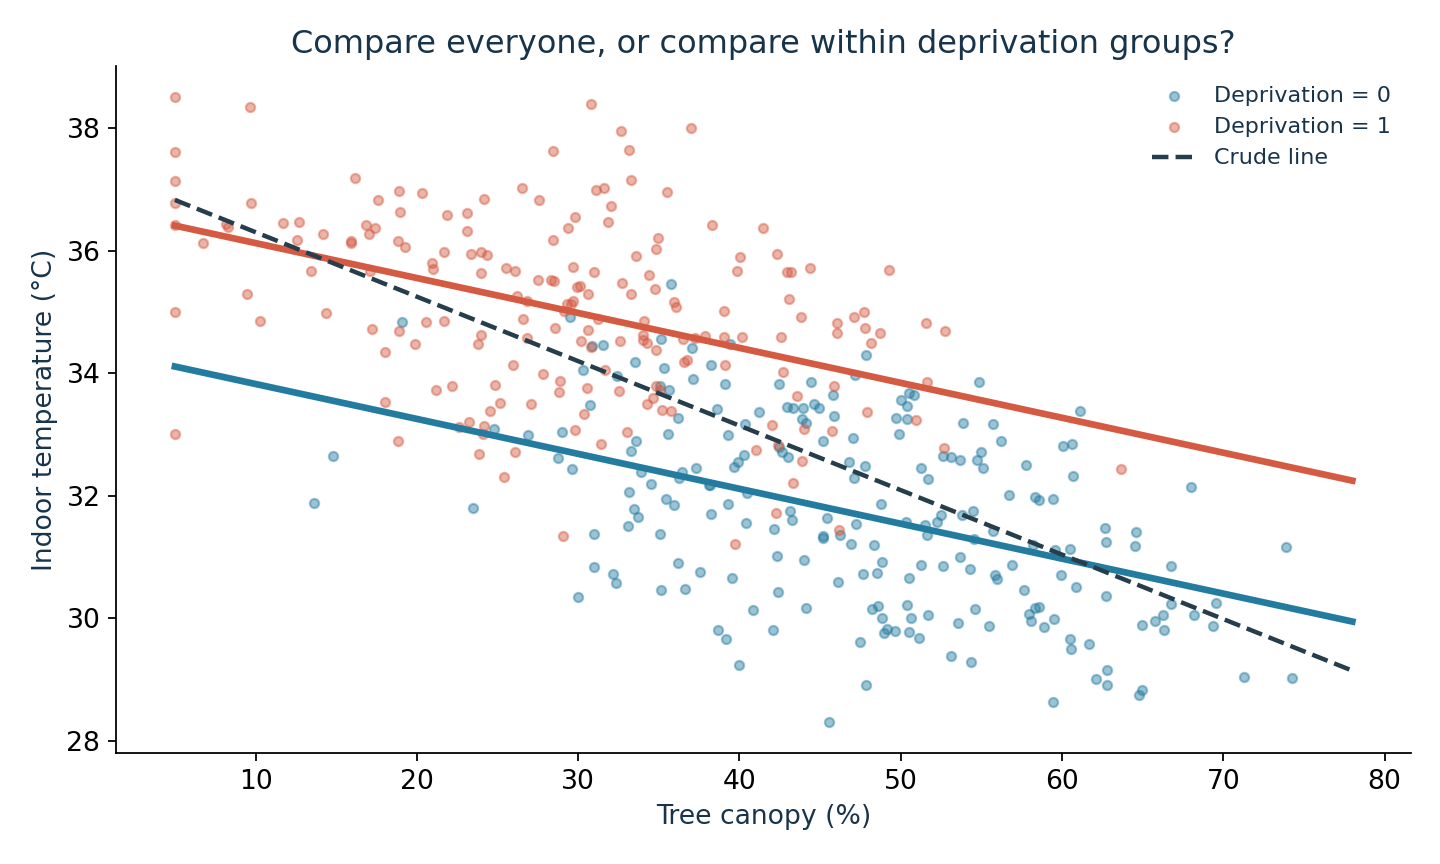 Compare everyone, or compare within deprivation groups?
Deprivation = 0
Deprivation = 1
Crude line
Indoor temperature (°C)
38
36
34
32
30
28
10 20 30 40 50 60 70 80
Tree canopy (%)